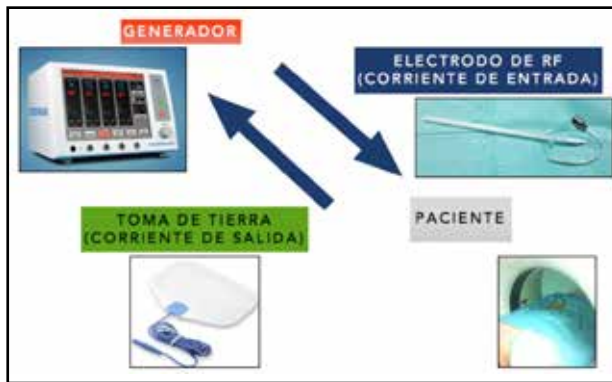 GENERADOR
ELECTRODO DE RF
(CORRIENTE DE ENTRADA)
TOMA DE TIERRA
(CORRIENTE DE SALIDA)
PACIENTE